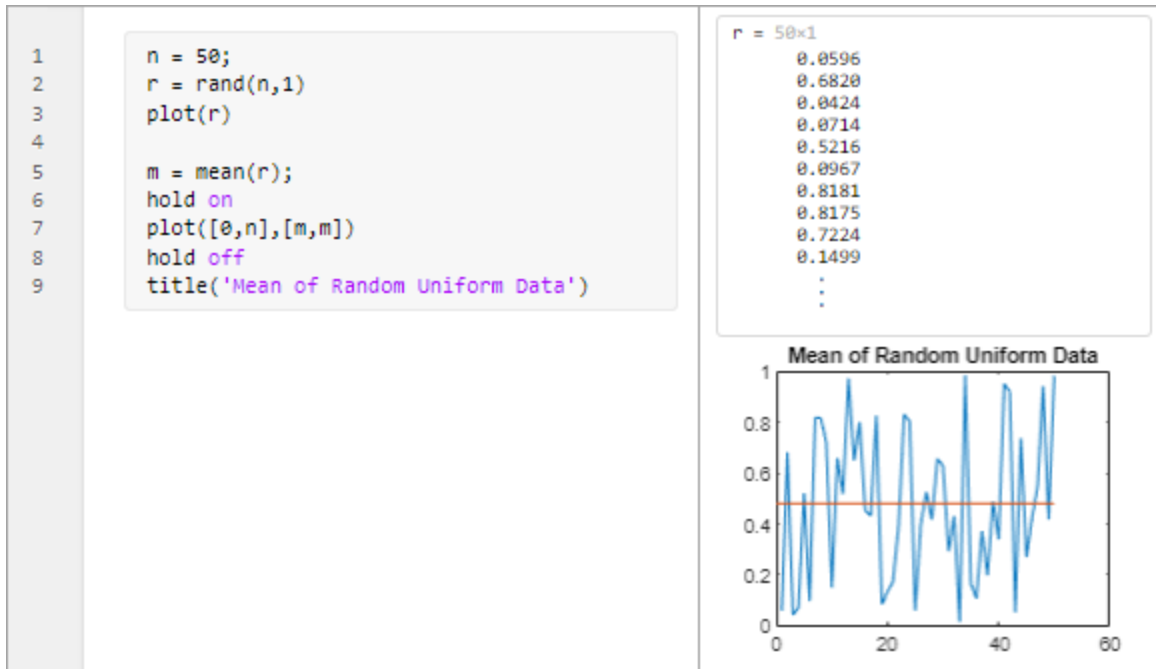 1 n = 50;
2 r = rand(n,1)
3 plot(r)
4
5 m = mean(r);
6 hold on
7 plot([0,n],[m,m])
8 hold off
9 title('Mean of Random Uniform Data')
r = 50×1
0.0596
0.6820
0.0424
0.0714
0.5216
0.0967
0.8181
0.8175
0.7224
0.1499
⋮
Mean of Random Uniform Data
1
0.8
0.6
0.4
0.2
0
0 20 40 60